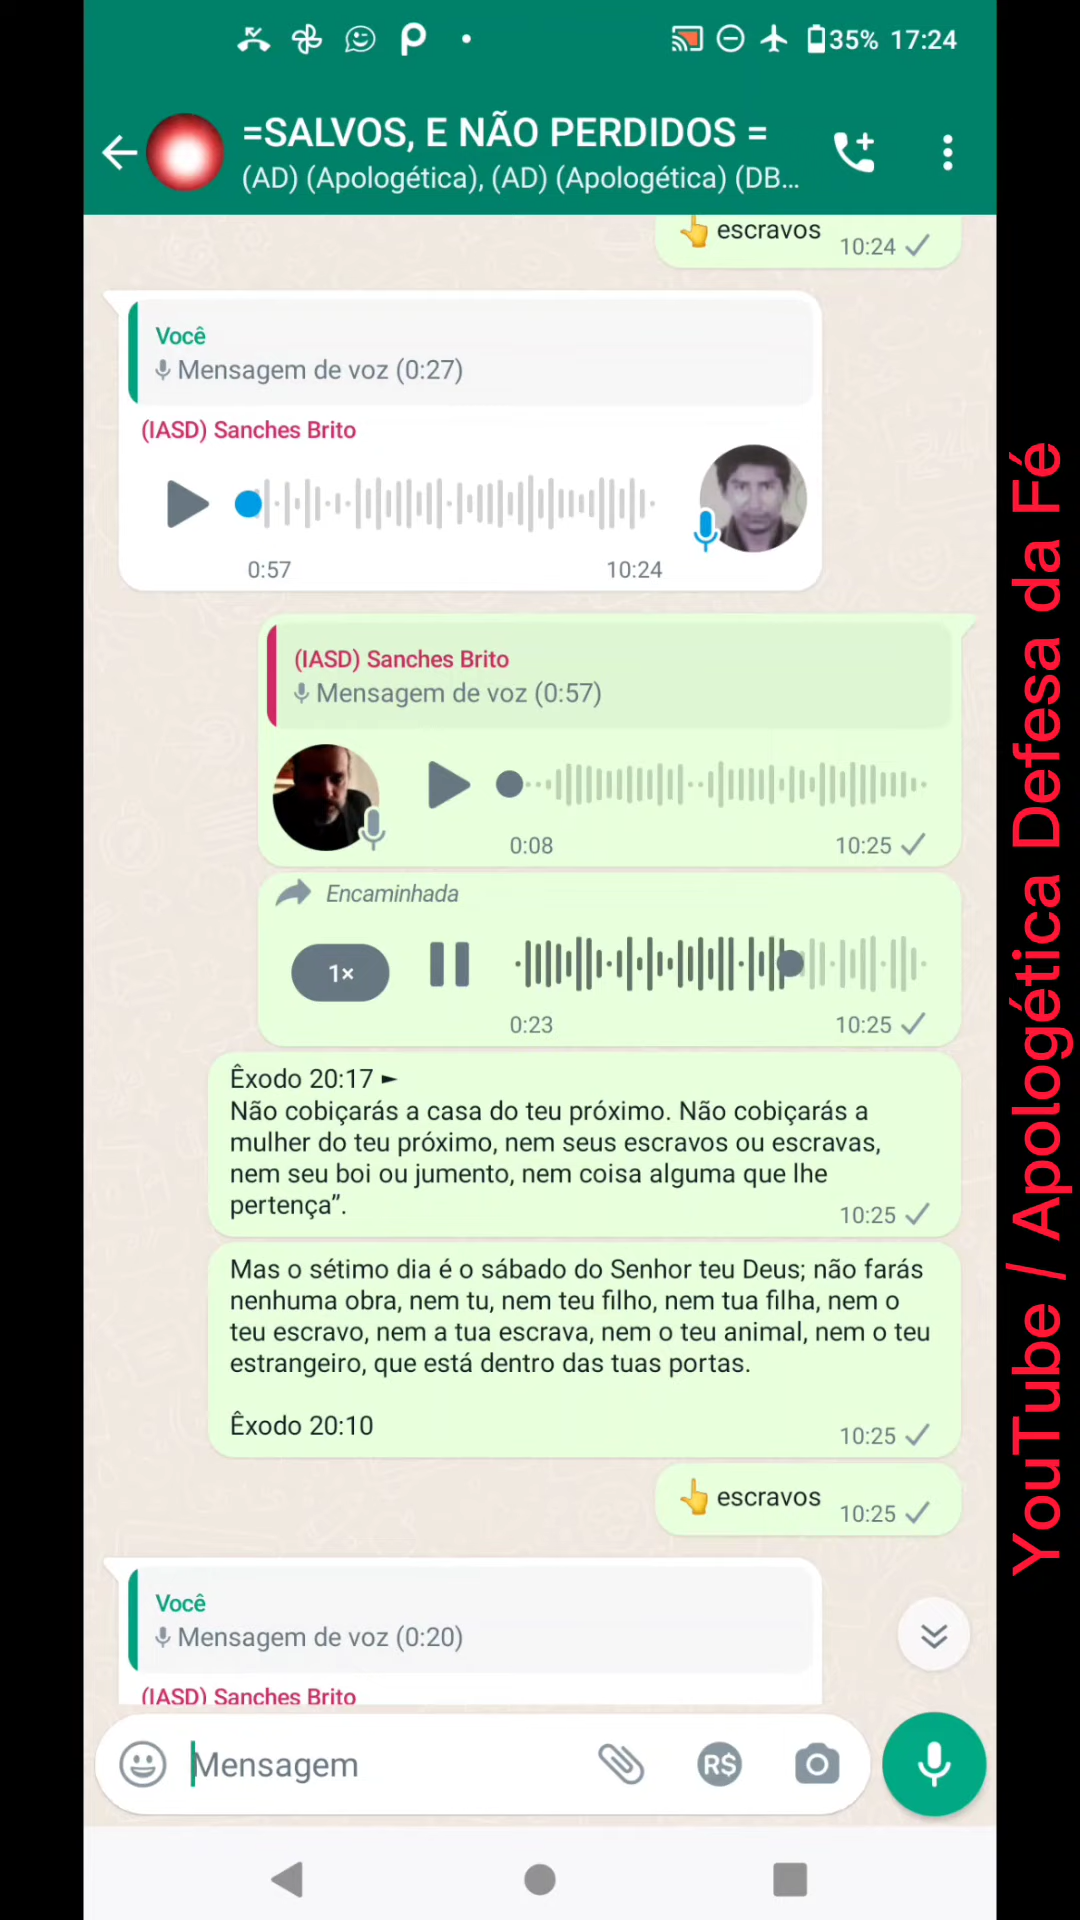 35% 17:24
=SALVOS, E NÃO PERDIDOS =
(AD) (Apologética), (AD) (Apologética) (DB...
👆 escravos
10:24
Você
Mensagem de voz (0:27)
(IASD) Sanches Brito
0:57
10:24
(IASD) Sanches Brito
Mensagem de voz (0:57)
0:08
10:25
Encaminhada
1×
0:23
10:25
Êxodo 20:17 ►
Não cobiçarás a casa do teu próximo. Não cobiçarás a
mulher do teu próximo, nem seus escravos ou escravas,
nem seu boi ou jumento, nem coisa alguma que lhe
pertença”.
10:25
Mas o sétimo dia é o sábado do Senhor teu Deus; não farás
nenhuma obra, nem tu, nem teu filho, nem tua filha, nem o
teu escravo, nem a tua escrava, nem o teu animal, nem o teu
estrangeiro, que está dentro das tuas portas.
Êxodo 20:10
10:25
👆 escravos
10:25
Você
Mensagem de voz (0:20)
(IASD) Sanches Brito
Mensagem
R$
YouTube / Apologética Defesa da Fé